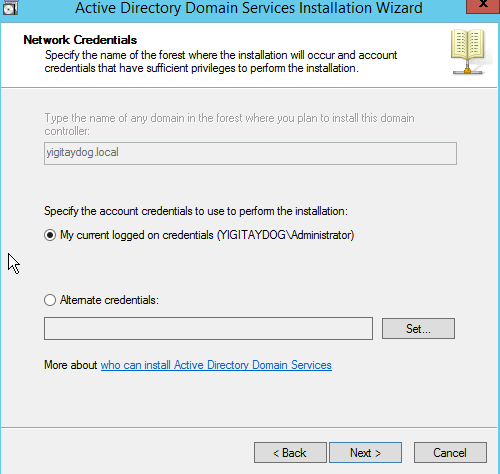 Active Directory Domain Services Installation Wizard
Network Credentials
Specify the name of the forest where the installation will occur and account
credentials that have sufficient privileges to perform the installation.
Type the name of any domain in the forest where you plan to install this domain
controller:
yigitaydog.local
Specify the account credentials to use to perform the installation:
My current logged on credentials (YIGITAYDOG\Administrator)
Alternate credentials:
Set...
More about who can install Active Directory Domain Services
< Back
Next >
Cancel